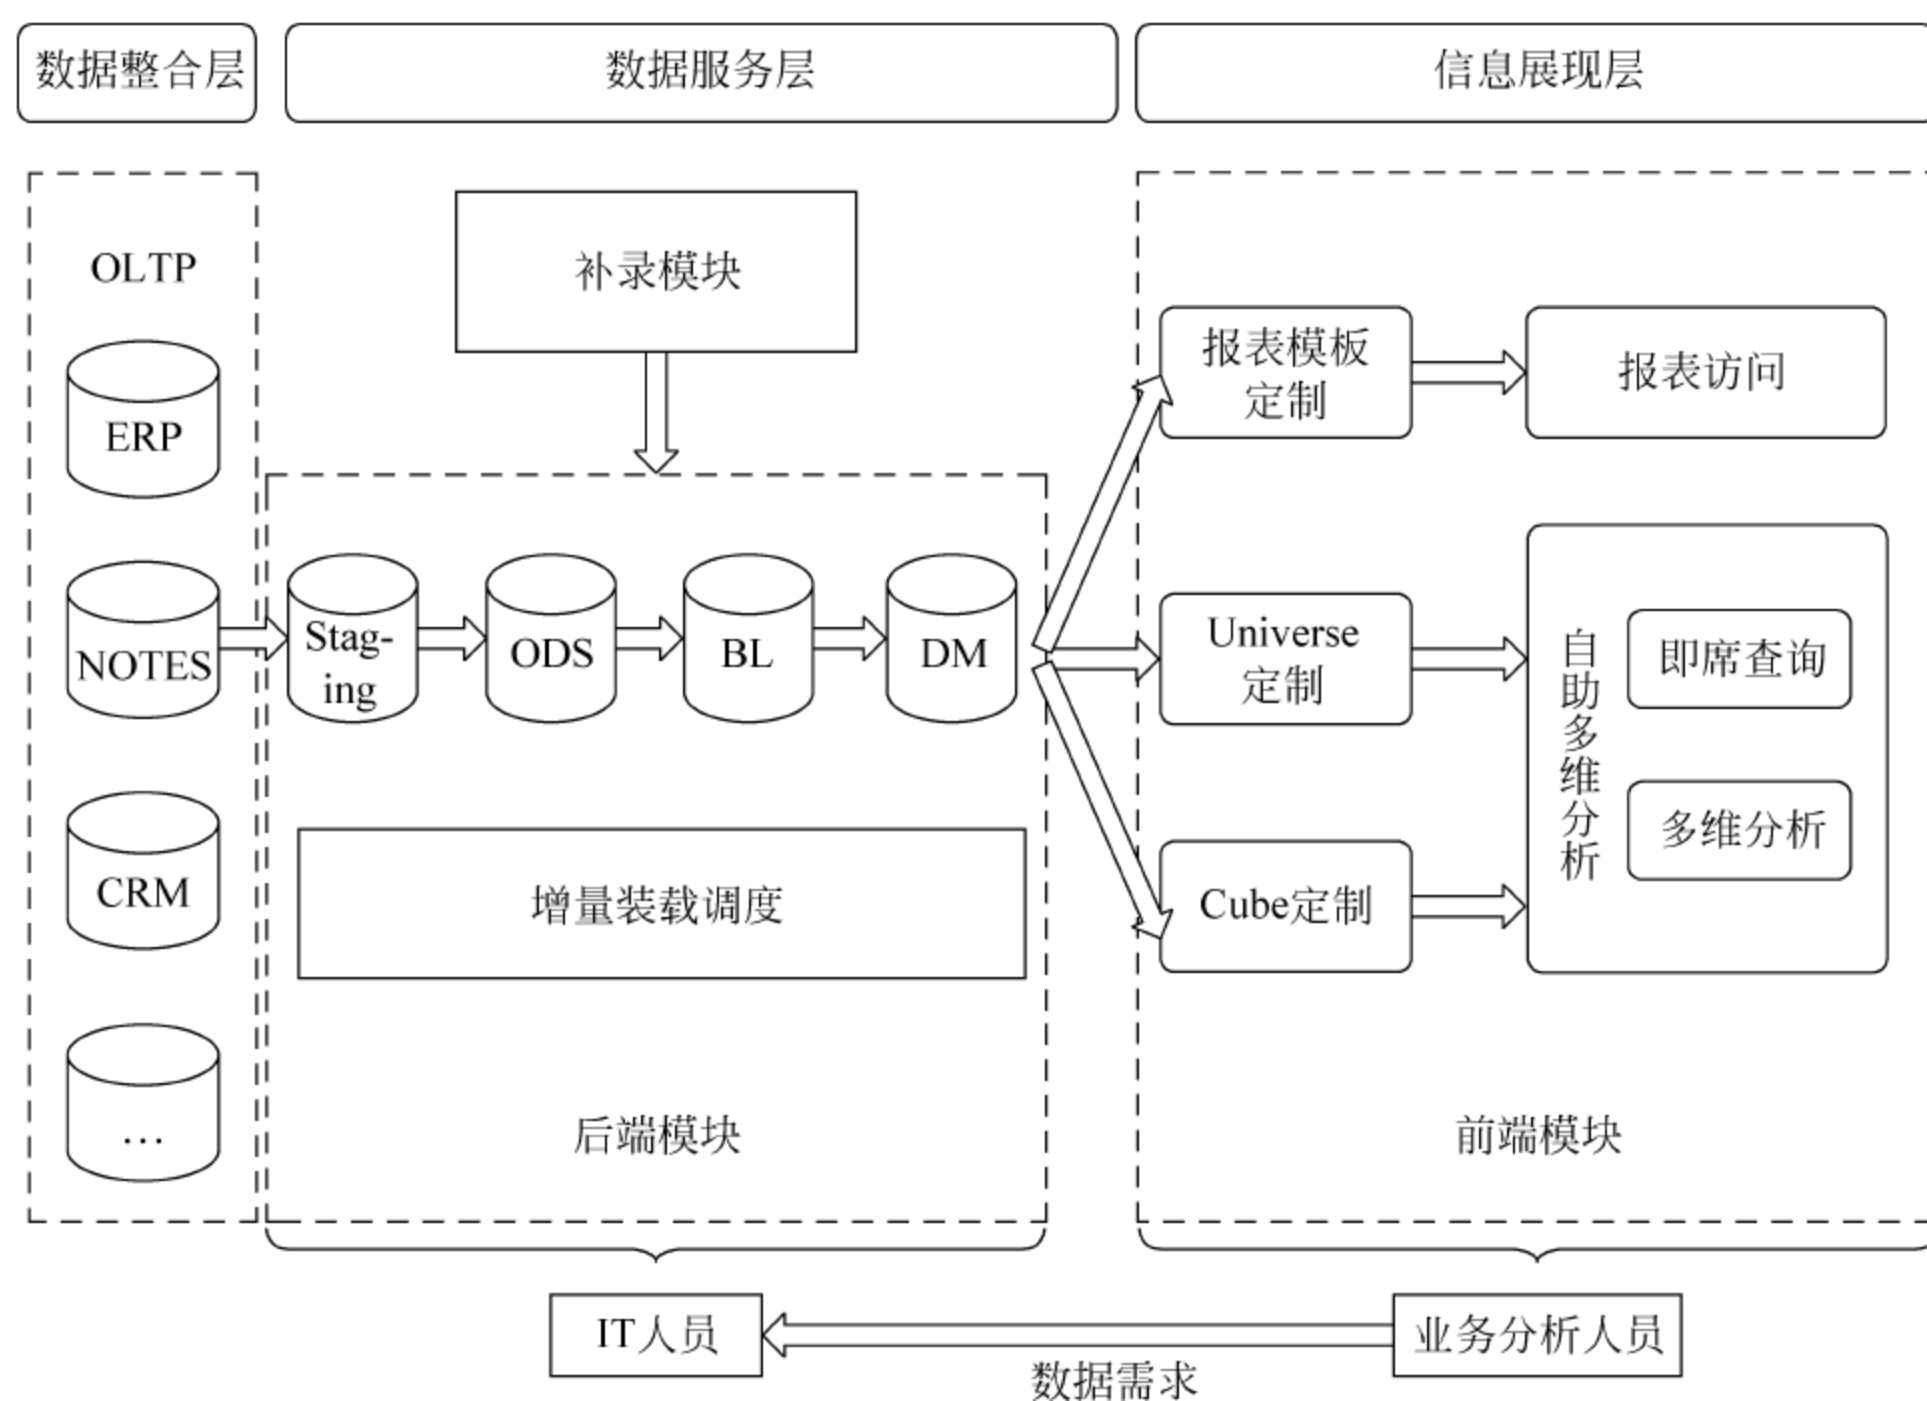 数据整合层
数据服务层
信息展现层
OLTP
ERP
NOTES
CRM
…
补录模块
Stag-
ing
ODS
BL
DM
增量装载调度
后端模块
报表模板
定制
报表访问
Universe
定制
Cube定制
自助多维分析
即席查询
多维分析
前端模块
IT人员
业务分析人员
数据需求